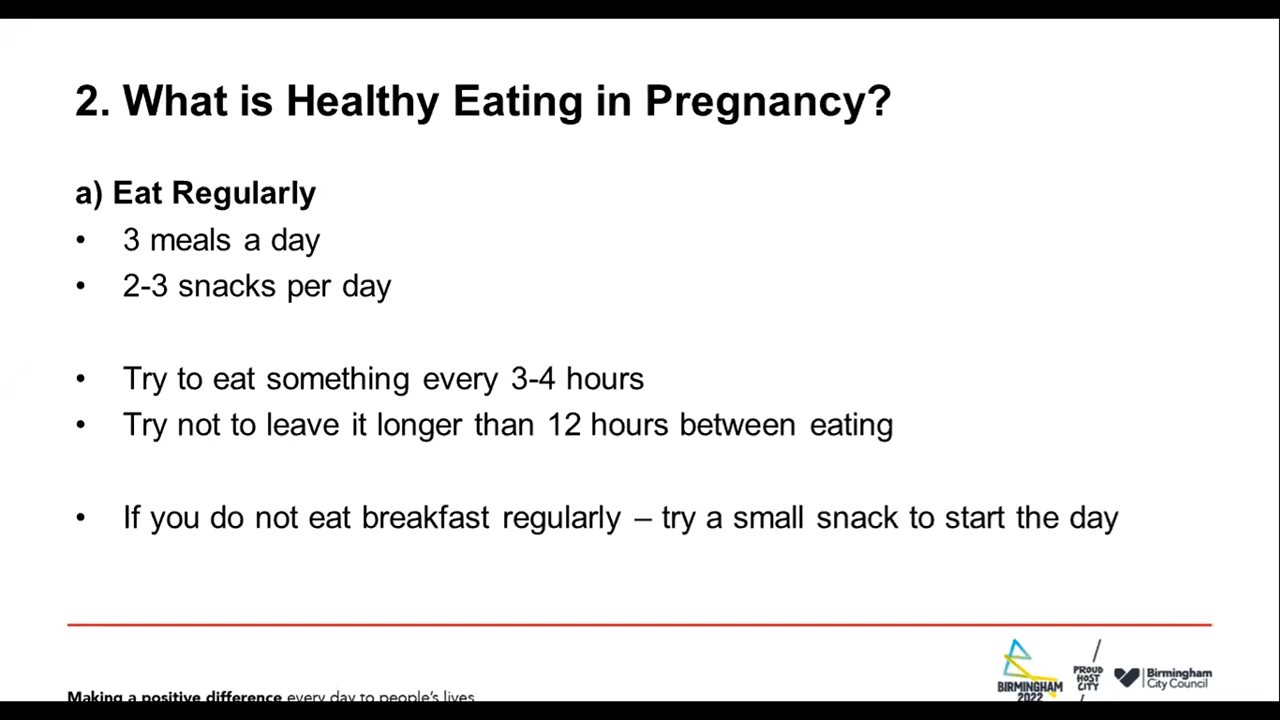 2. What is Healthy Eating in Pregnancy?
a) Eat Regularly
• 3 meals a day
• 2-3 snacks per day
• Try to eat something every 3-4 hours
• Try not to leave it longer than 12 hours between eating
• If you do not eat breakfast regularly – try a small snack to start the day
Making a positive difference every day to people's lives
BIRMINGHAM
2022
PROUD
HOST
CITY
Birmingham
City Council